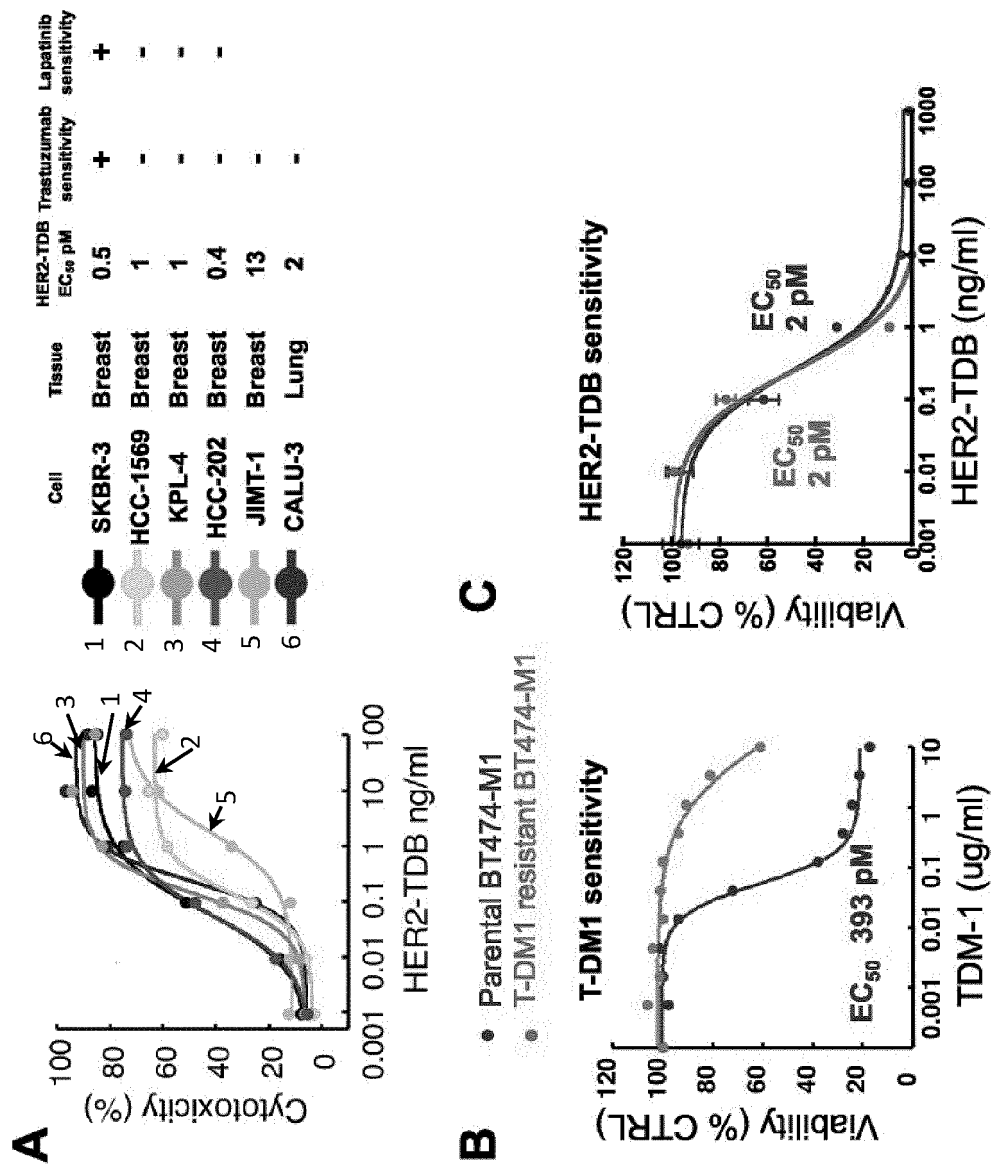 A
Cytotoxicity (%)
100
80
60
40
20
0
0.001 0.01 0.1 1 10 100
HER2-TDB ng/ml
6
3
1
4
2
5
Cell Tissue HER2-TDB EC50 pM Trastuzumab sensitivity Lapatinib sensitivity
1 SKBR-3 Breast 0.5 + +
2 HCC-1569 Breast 1 - -
3 KPL-4 Breast 1 - -
4 HCC-202 Breast 0.4 - -
5 JIMT-1 Breast 13 -
6 CALU-3 Lung 2 -
B
Parental BT474-M1
T-DM1 resistant BT474-M1
T-DM1 sensitivity
Viability (% CTRL)
120
100
80
60
40
20
0
EC50 393 pM
0.001 0.01 0.1 1 10
TDM-1 (ug/ml)
C
HER2-TDB sensitivity
Viability (% CTRL)
120
100
80
60
40
20
0
EC50
2 pM
EC50
2 pM
0.001 0.01 0.1 1 10 100 1000
HER2-TDB (ng/ml)